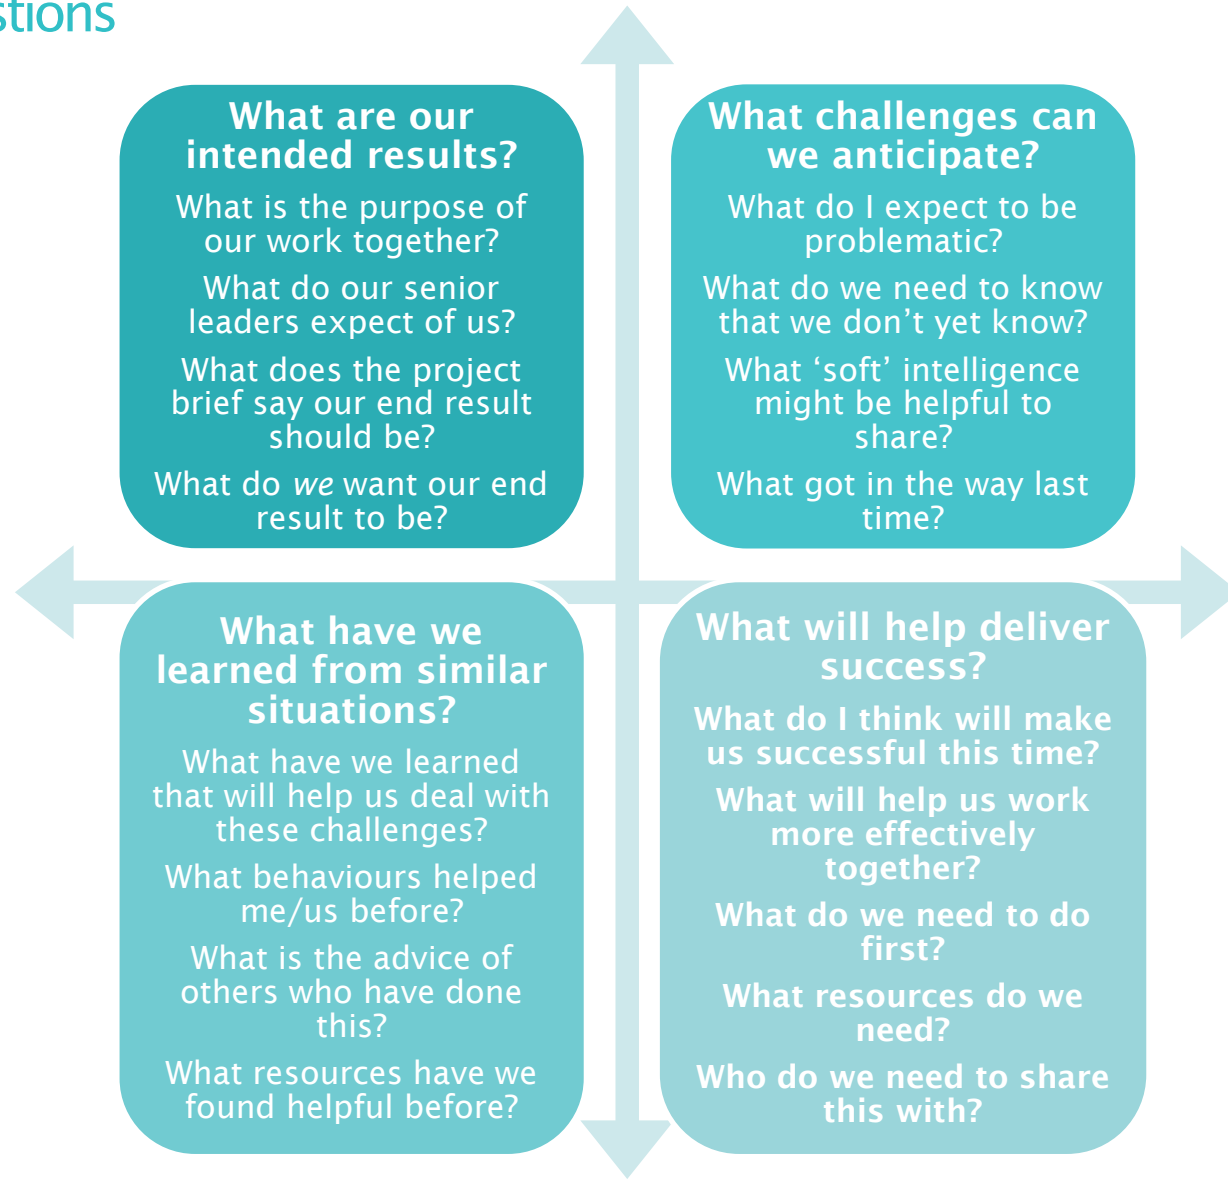 stions
What are our
intended results?
What is the purpose of
our work together?
What do our senior
leaders expect of us?
What does the project
brief say our end result
should be?
What do we want our end
result to be?
What challenges can
we anticipate?
What do I expect to be
problematic?
What do we need to know
that we don’t yet know?
What ‘soft’ intelligence
might be helpful to
share?
What got in the way last
time?
What have we
learned from similar
situations?
What have we learned
that will help us deal with
these challenges?
What behaviours helped
me/us before?
What is the advice of
others who have done
this?
What resources have we
found helpful before?
What will help deliver
success?
What do I think will make
us successful this time?
What will help us work
more effectively
together?
What do we need to do
first?
What resources do we
need?
Who do we need to share
this with?